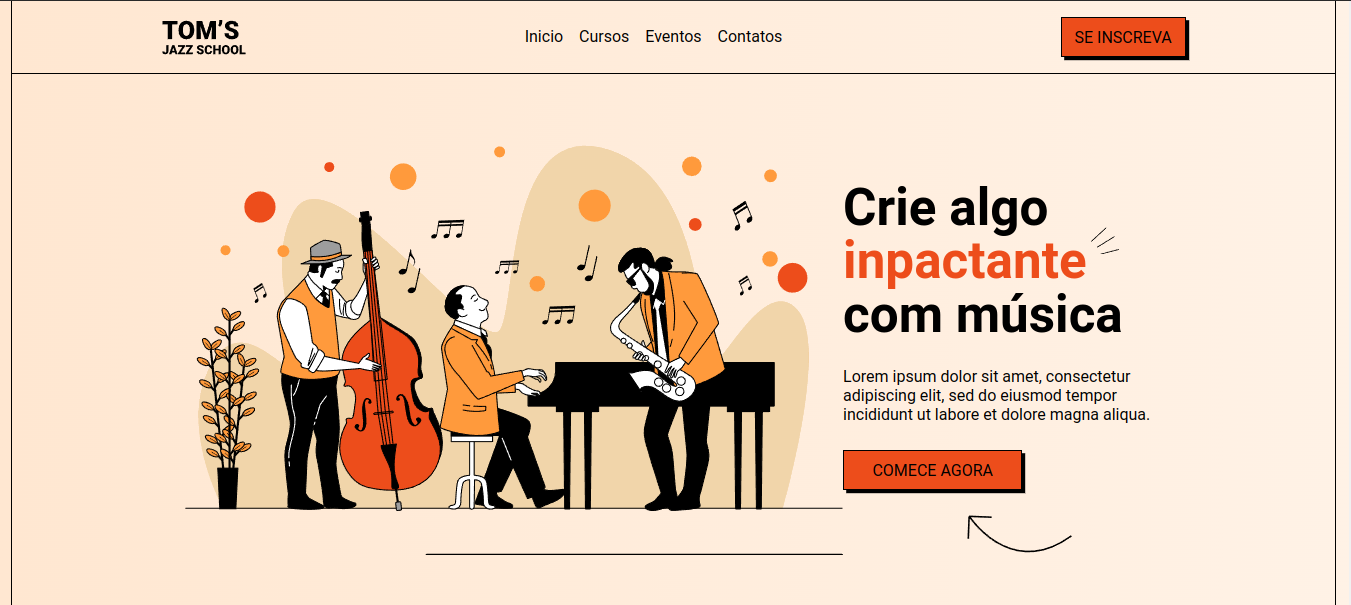 TOM'S
JAZZ SCHOOL
Inicio Cursos Eventos Contatos
SE INSCREVA
Crie algo
inpactante
com música
Lorem ipsum dolor sit amet, consectetur
adipiscing elit, sed do eiusmod tempor
incididunt ut labore et dolore magna aliqua.
COMECE AGORA